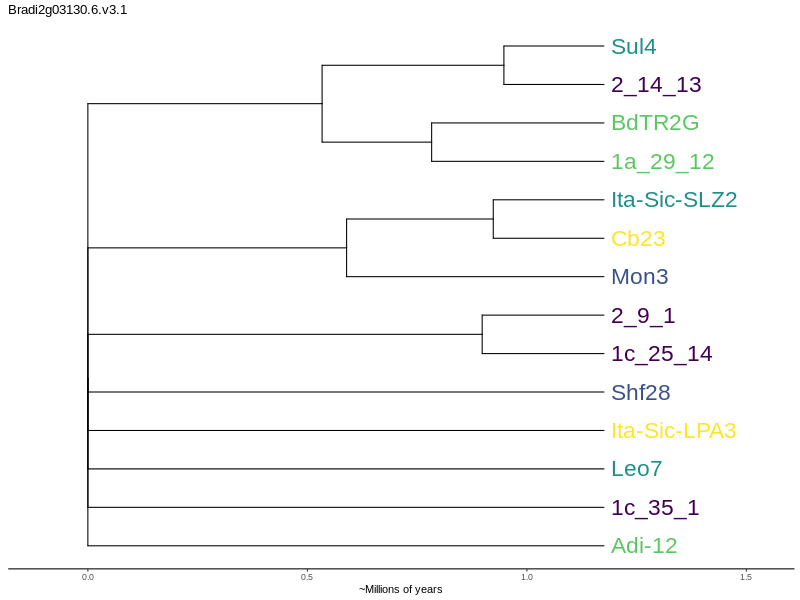 Bradi2g03130.6.v3.1
Sul4
2_14_13
BdTR2G
1a_29_12
Ita-Sic-SLZ2
Cb23
Mon3
2_9_1
1c_25_14
Shf28
Ita-Sic-LPA3
Leo7
1c_35_1
Adi-12
0.0 0.5 1.0 1.5
~Millions of years